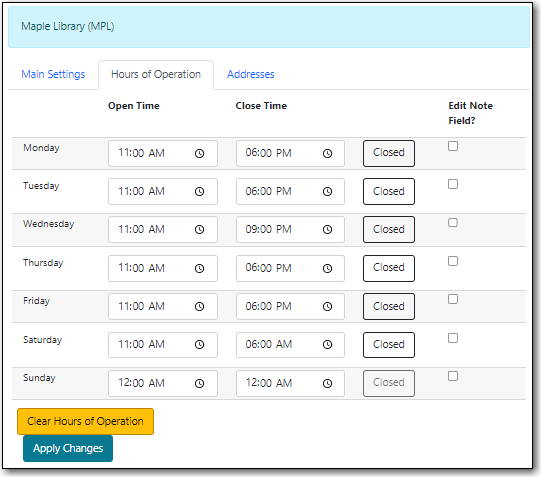 Maple Library (MPL)
Main Settings Hours of Operation Addresses
Open Time Close Time Edit Note
Field?
Monday 11:00 AM 06:00 PM Closed
Tuesday 11:00 AM 06:00 PM Closed
Wednesday 11:00 AM 09:00 PM Closed
Thursday 11:00 AM 06:00 PM Closed
Friday 11:00 AM 06:00 PM Closed
Saturday 11:00 AM 06:00 AM Closed
Sunday 12:00 AM 12:00 AM Closed
Clear Hours of Operation
Apply Changes